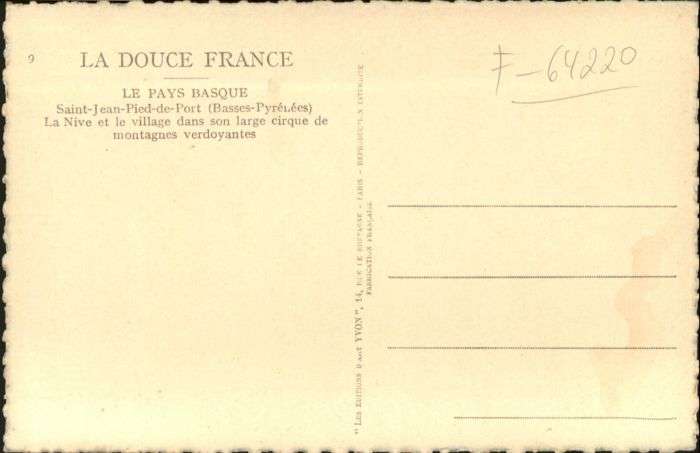 9
LA DOUCE FRANCE
LE PAYS BASQUE
Saint-Jean-Pied-de-Port (Basses-Pyrénées)
La Nive et le village dans son large cirque de
montagnes verdoyantes
"LES EDITIONS D'ART YVON", 14, RUE LE BRETAGNE - PARIS - REPRODUCTION INTERDITE
FABRICATION FRANÇAISE
F-64220